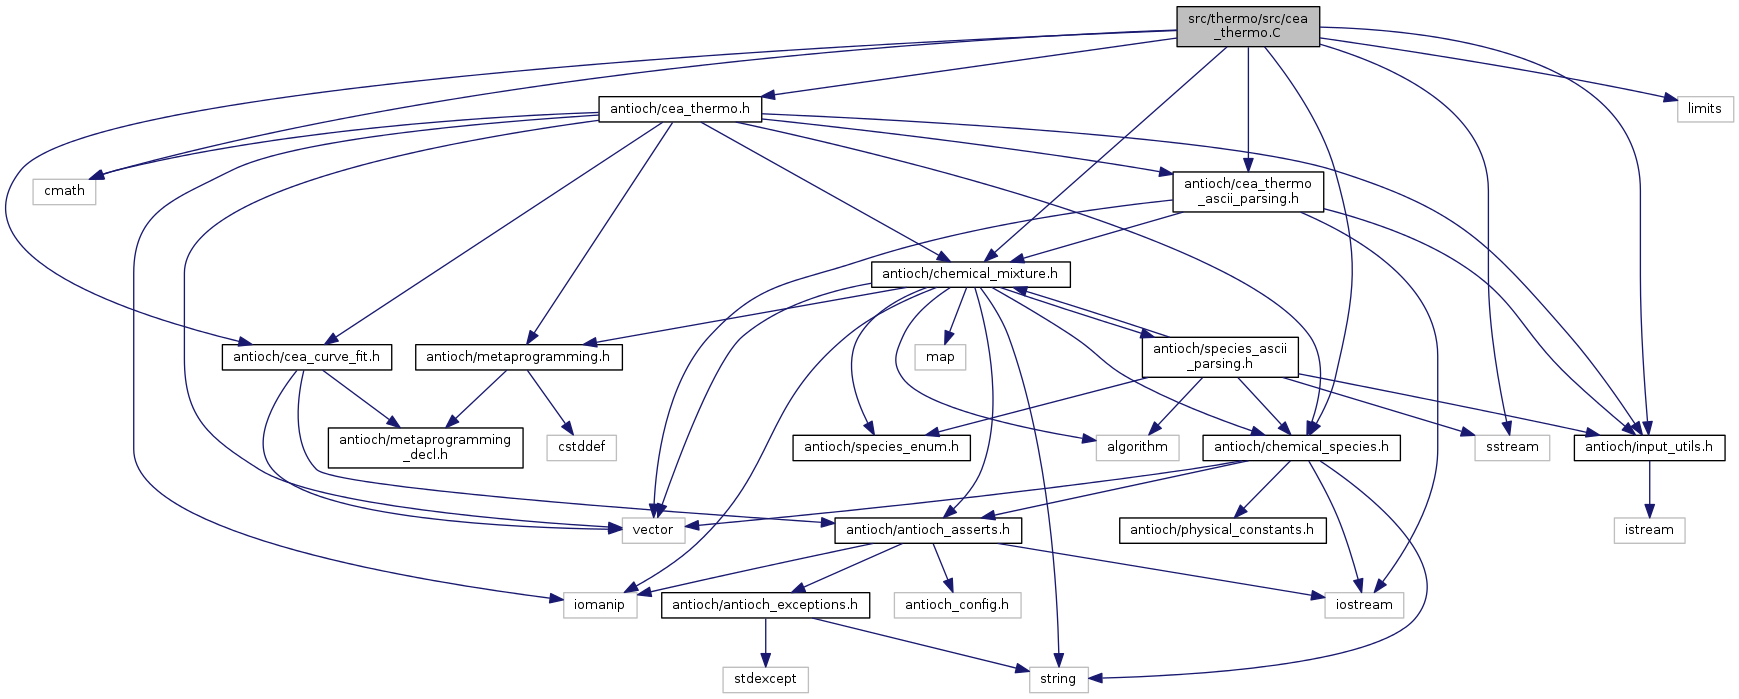 src/thermo/src/cea
_thermo.C
antioch/cea_thermo.h
limits
cmath
antioch/cea_thermo
_ascii_parsing.h
antioch/chemical_mixture.h
antioch/cea_curve_fit.h
antioch/metaprogramming.h
map
antioch/species_ascii
_parsing.h
antioch/metaprogramming
_decl.h
cstddef
antioch/species_enum.h
algorithm
antioch/chemical_species.h
sstream
antioch/input_utils.h
vector
antioch/antioch_asserts.h
antioch/physical_constants.h
istream
iomanip
antioch/antioch_exceptions.h
antioch_config.h
iostream
stdexcept
string